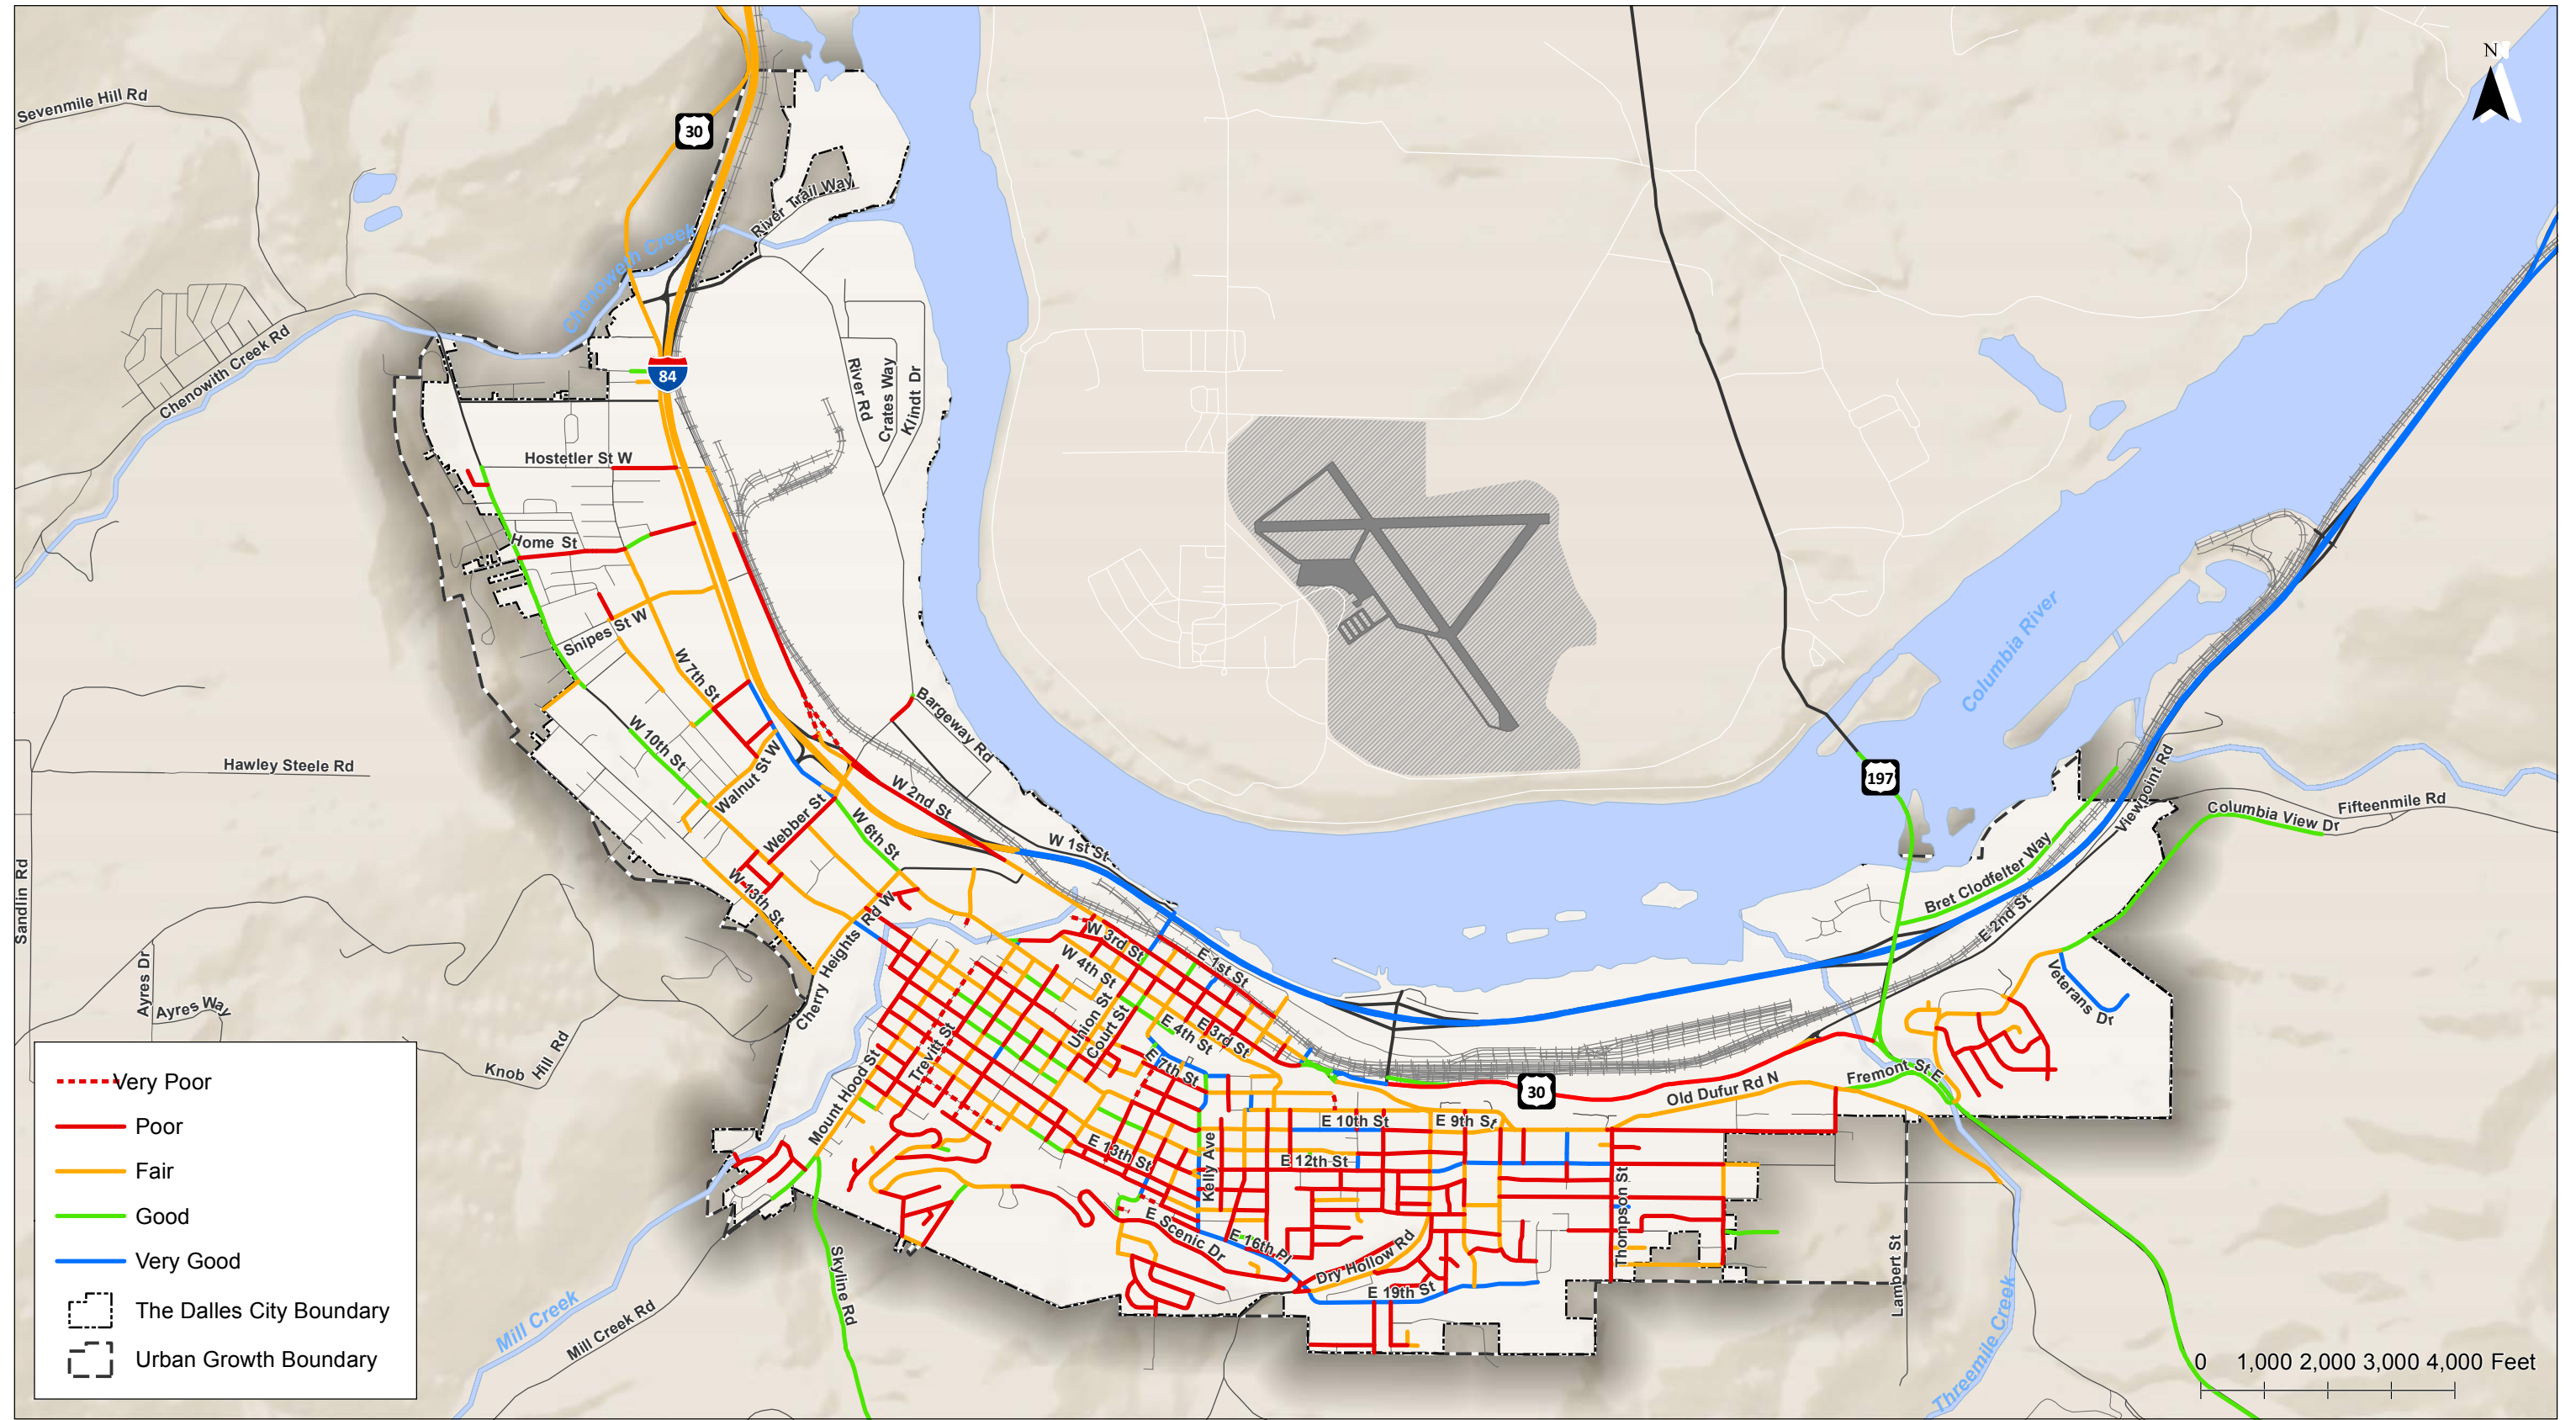 N
Sevenmile Hill Rd
30
River Trail Way
Chenoweth Creek
Chenowith Creek Rd
84
River Rd
Crates Way
Klindt Dr
Hostetler St W
Home St
Snipes St W
W 7th St
Bargeway Rd
W 10th St
Hawley Steele Rd
Walnut St W
W 2nd St
Webber St
W 6th St
W 1st St
W 13th St
Sandlin Rd
Cherry Heights Rd W
Columbia River
197
Viewpoint Rd
Columbia View Dr
Fifteenmile Rd
Bret Clodfelter Way
E 2nd St
Veterans Dr
W 3rd St
E 1st St
W 4th St
Union St
Court St
E 3rd St
E 4th St
E 7th St
Ayres Dr
Ayres Way
Knob Hill Rd
Trevitt St
Mount Hood St
30
Old Dufur Rd N
Fremont St E
E 10th St
E 9th St
E 12th St
E 13th St
Kelly Ave
Thompson St
E Scenic Dr
E 16th Pl
Dry Hollow Rd
E 19th St
Lambert St
Threemile Creek
Skyline Rd
Mill Creek
Mill Creek Rd
Very Poor
Poor
Fair
Good
Very Good
The Dalles City Boundary
Urban Growth Boundary
0 1,000 2,000 3,000 4,000 Feet